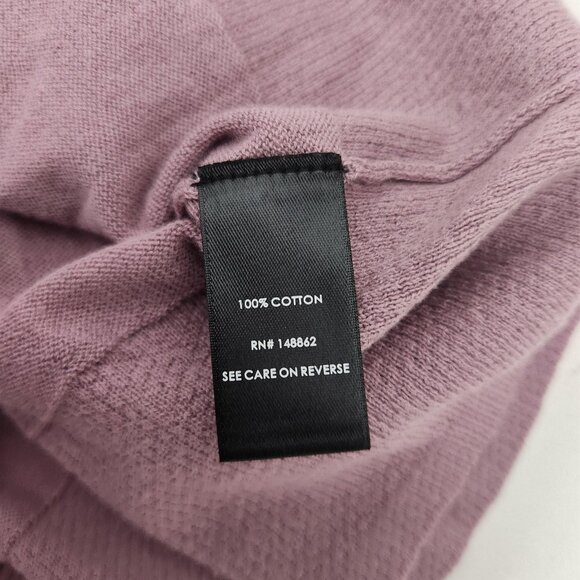 100% COTTON
RN# 148862
SEE CARE ON REVERSE